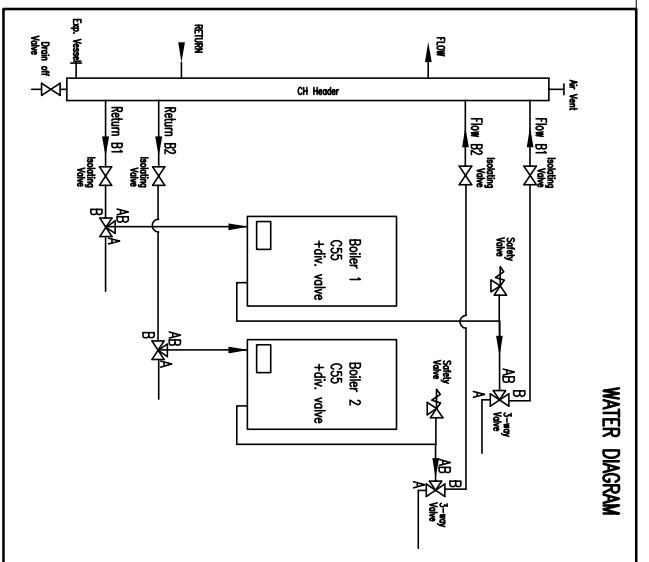 WATER DIAGRAM
Air Vent
FLOW
CH Header
RETURN
Exp. Vessell
Drain off
Valve
Flow B1
Isolating
Valve
Flow B2
Isolating
Valve
Return B2
Isolating
Valve
Return B1
Isolating
Valve
Safety
Valve
AB
B
A
3-way
Valve
Safety
Valve
AB
B
A
3-way
Valve
Boiler 1
C55
+div. valve
Boiler 2
C55
+div. valve
B
AB
A
B
AB
A